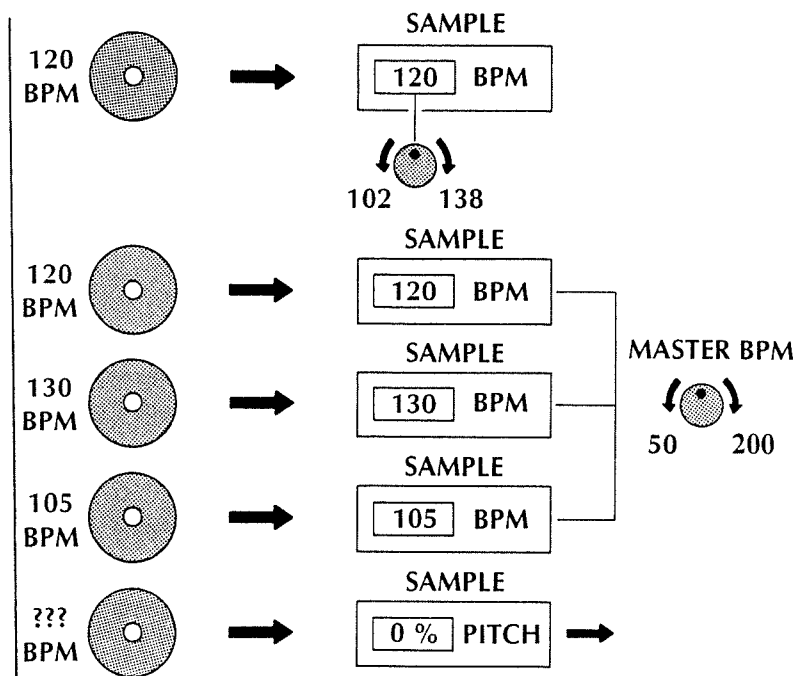 SAMPLE
120
BPM
120 BPM
102 138
SAMPLE
120
BPM
120 BPM
SAMPLE
130
BPM
130 BPM
SAMPLE
105
BPM
105 BPM
MASTER BPM
50 200
SAMPLE
???
BPM
0 % PITCH